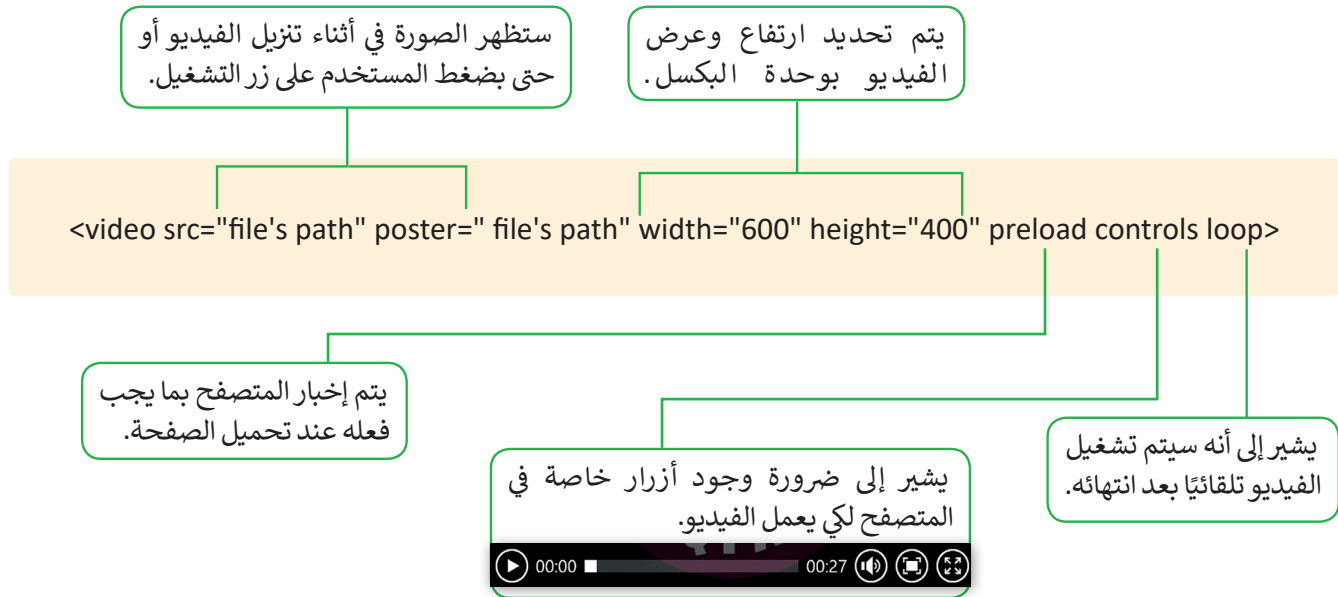 ستظهر الصورة في أثناء تنزيل الفيديو أو
حتى بضغط المستخدم على زر التشغيل.
يتم تحديد ارتفاع وعرض
الفيديو بوحدة البكسل.
<video src="file's path" poster=" file's path" width="600" height="400" preload controls loop>
يتم إخبار المتصفح بما يجب
فعله عند تحميل الصفحة.
يشير إلى ضرورة وجود أزرار خاصة في
المتصفح لكي يعمل الفيديو.
00:00 00:27
يشير إلى أنه سيتم تشغيل
الفيديو تلقائيًا بعد انتهائه.